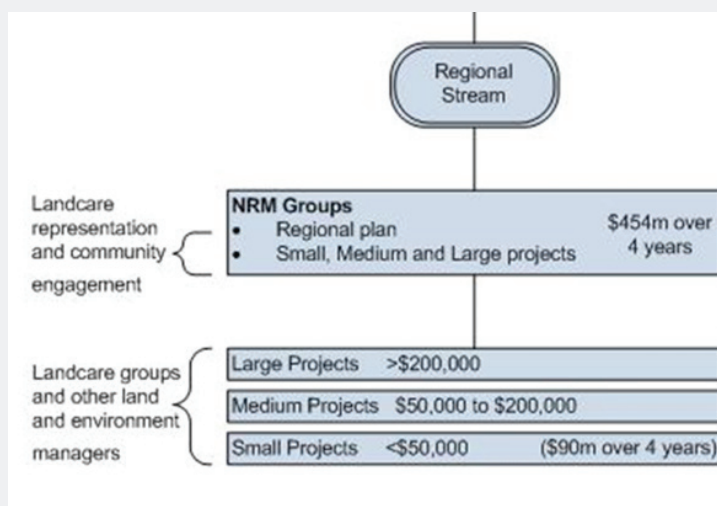 Regional
Stream
Landcare
representation
and community
engagement
NRM Groups
• Regional plan
• Small, Medium and Large projects
$454m over
4 years
Landcare groups
and other land
and environment
managers
Large Projects >$200,000
Medium Projects $50,000 to $200,000
Small Projects <$50,000 ($90m over 4 years)